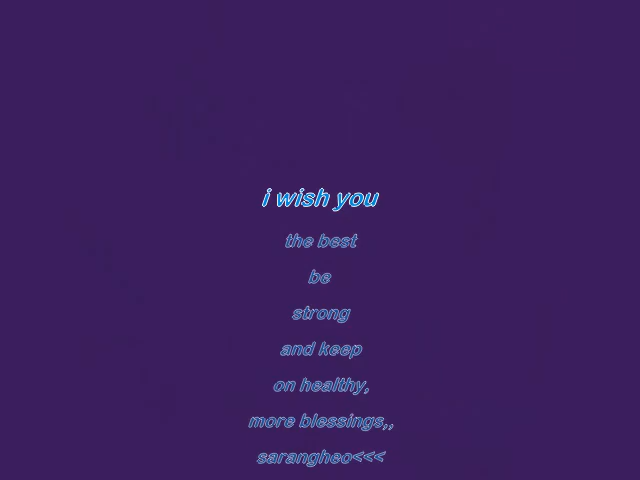 i wish you
the best
be
strong
and keep
on healthy,
more blessings,,
sarangheo<<<